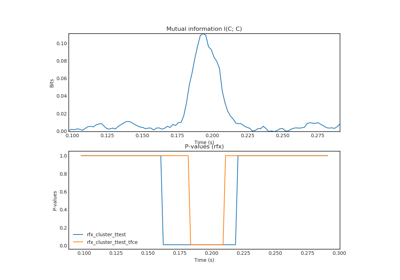 Mutual information I(C; C)
0.10
0.08
0.06
0.04
0.02
0.00
Bits
0.100 0.125 0.150 0.175 0.200 0.225 0.250 0.275
Time (s)
P-values (rfx)
1.0
0.8
0.6
0.4
0.2
0.0
P-values
rfx_cluster_ttest
rfx_cluster_ttest_tfce
0.100 0.125 0.150 0.175 0.200 0.225 0.250 0.275 0.300
Time (s)